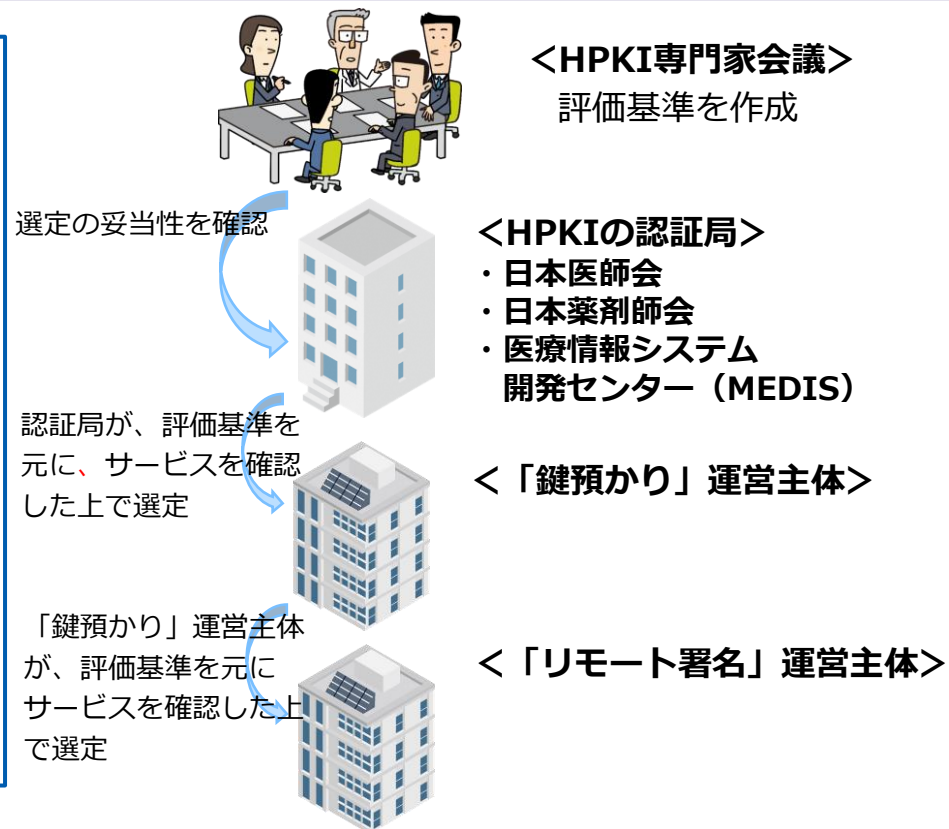 ＜HPKI専門家会議＞
評価基準を作成
選定の妥当性を確認
＜HPKIの認証局＞
・日本医師会
・日本薬剤師会
・医療情報システム
開発センター（MEDIS）
認証局が、評価基準を
元に、サービスを確認
した上で選定
＜「鍵預かり」運営主体＞
「鍵預かり」運営主体
が、評価基準を元に
サービスを確認した上
で選定
＜「リモート署名」運営主体＞